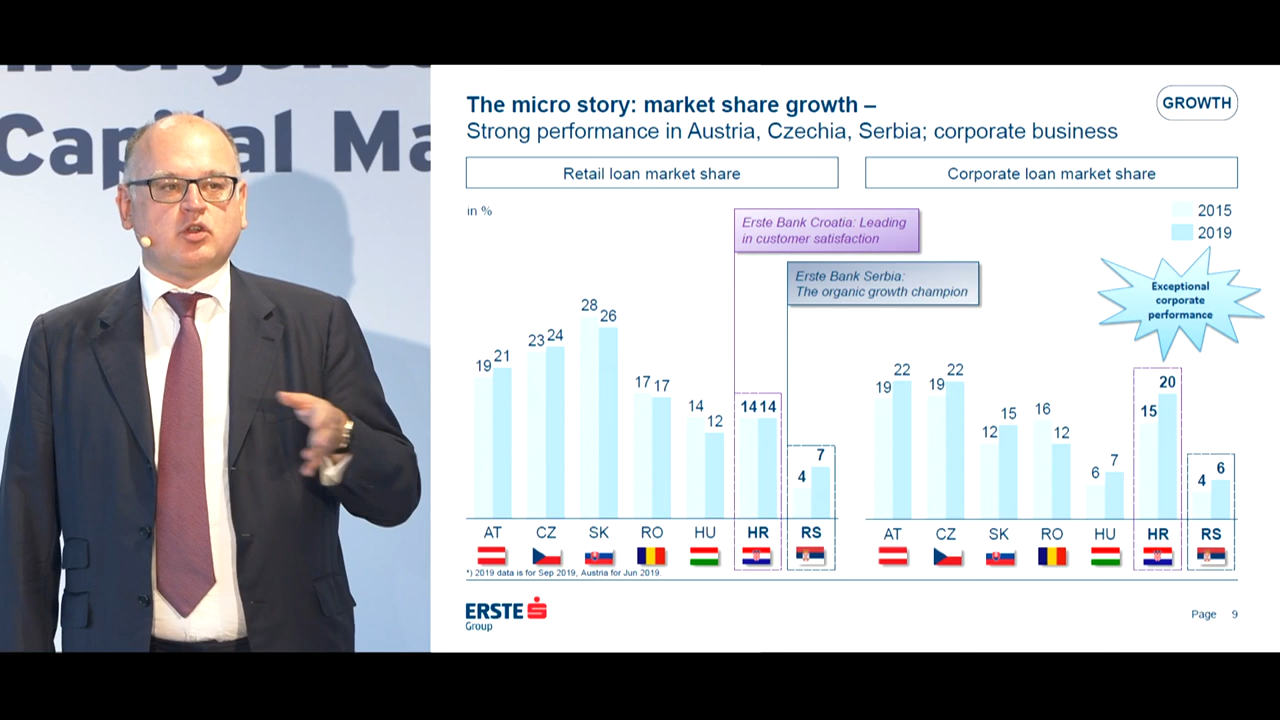 Capital Ma
The micro story: market share growth –
Strong performance in Austria, Czechia, Serbia; corporate business
GROWTH
Retail loan market share
Corporate loan market share
in %
Erste Bank Croatia: Leading
in customer satisfaction
Erste Bank Serbia:
The organic growth champion
2015
2019
Exceptional
corporate
performance
19 21 23 24 28 26 17 17 14 12 14 14 4 7
AT CZ SK RO HU HR RS
19 22 19 22 12 15 16 12 6 7 15 20 4 6
AT CZ SK RO HU HR RS
*) 2019 data is for Sep 2019, Austria for Jun 2019.
ERSTE
Group
Page 9